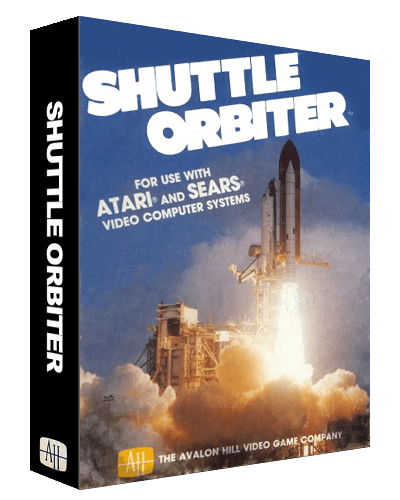 SHUTTLE ORBITER
AH
SHUTTLE
ORBITER™
FOR USE WITH
ATARI® AND SEARS®
VIDEO COMPUTER SYSTEMS
AH THE AVALON HILL VIDEO GAME COMPANY